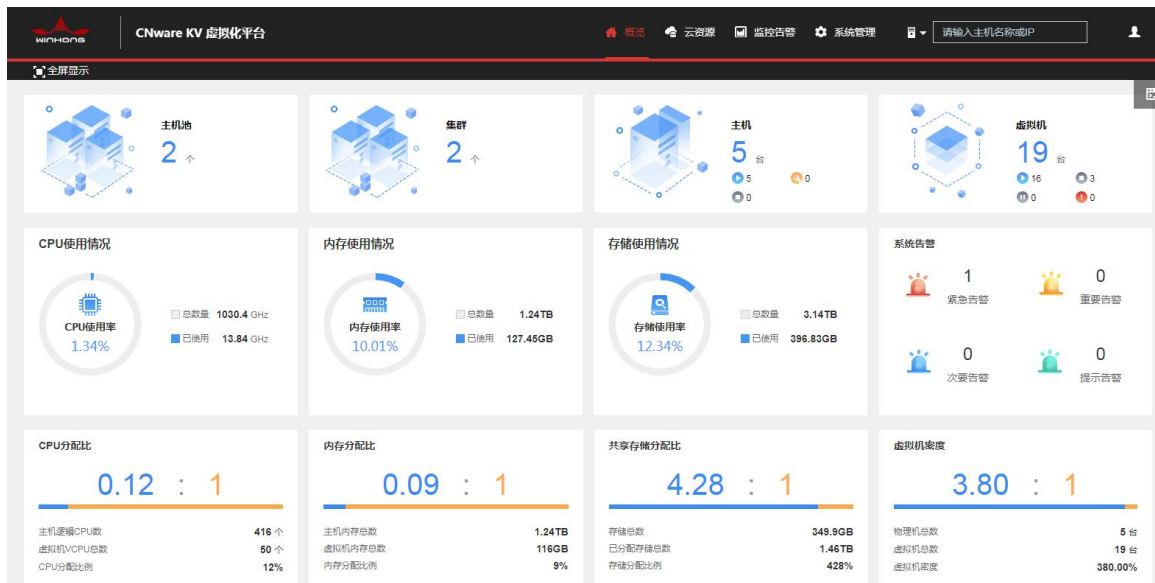 WINHONG
CNware KV 虚拟化平台
概览 云资源 监控告警 系统管理 请输入主机名称或IP
全屏显示
主机池
2 个
集群
2 个
主机
5 台
5 0
0
虚拟机
19 台
16 3
0 0
CPU使用情况
CPU使用率
1.34%
总数量 1030.4 GHz
已使用 13.84 GHz
内存使用情况
内存使用率
10.01%
总数量 1.24TB
已使用 127.45GB
存储使用情况
存储使用率
12.34%
总数量 3.14TB
已使用 396.83GB
系统告警
1
紧急告警
0
重要告警
0
次要告警
0
提示告警
CPU分配比
0.12 : 1
主机逻辑CPU数 416 个
虚拟机VCPU总数 50 个
CPU分配比例 12%
内存分配比
0.09 : 1
主机内存总数 1.24TB
虚拟机内存总数 116GB
内存分配比例 9%
共享存储分配比
4.28 : 1
存储总数 349.9GB
已分配存储总数 1.46TB
存储分配比例 428%
虚拟机密度
3.80 : 1
物理机总数 5 台
虚拟机总数 19 台
虚拟机密度 380.00%